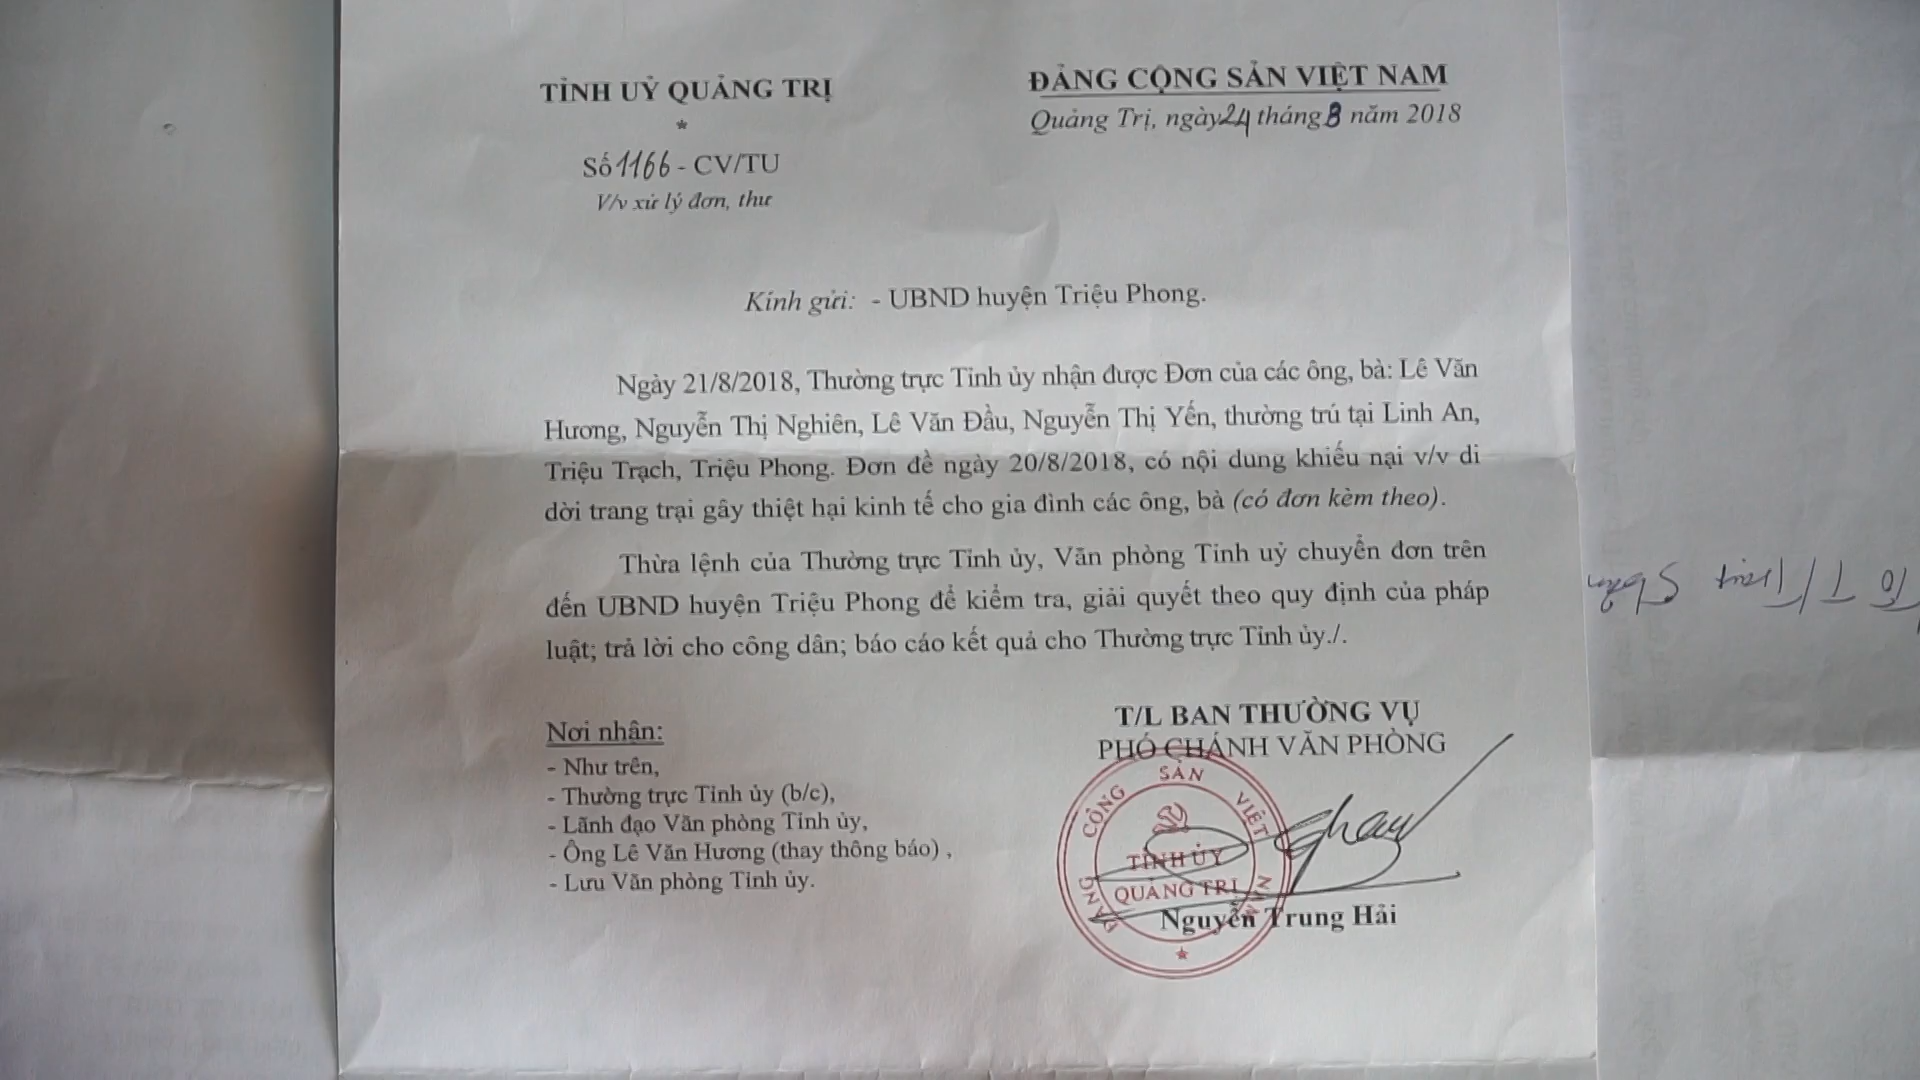 TỈNH UỶ QUẢNG TRỊ
*
Số 1166 - CV/TU
V/v xử lý đơn, thư
ĐẢNG CỘNG SẢN VIỆT NAM
Quảng Trị, ngày 24 tháng 8 năm 2018
Kính gửi: - UBND huyện Triệu Phong.
Ngày 21/8/2018, Thường trực Tỉnh ủy nhận được Đơn của các ông, bà: Lê Văn
Hương, Nguyễn Thị Nghiên, Lê Văn Đầu, Nguyễn Thị Yến, thường trú tại Linh An,
Triệu Trạch, Triệu Phong. Đơn đề ngày 20/8/2018, có nội dung khiếu nại v/v di
dời trang trại gây thiệt hại kinh tế cho gia đình các ông, bà (có đơn kèm theo).
Thừa lệnh của Thường trực Tỉnh ủy, Văn phòng Tỉnh uỷ chuyển đơn trên
đến UBND huyện Triệu Phong để kiểm tra, giải quyết theo quy định của pháp
luật; trả lời cho công dân; báo cáo kết quả cho Thường trực Tỉnh ủy./.
Nơi nhận:
- Như trên,
- Thường trực Tỉnh ủy (b/c),
- Lãnh đạo Văn phòng Tỉnh ủy,
- Ông Lê Văn Hương (thay thông báo) ,
- Lưu Văn phòng Tỉnh ủy.
T/L BAN THƯỜNG VỤ
PHÓ CHÁNH VĂN PHÒNG
ĐẢNG CỘNG SẢN VIỆT NAM
TỈNH ỦY
QUẢNG TRỊ
Nguyễn Trung Hải